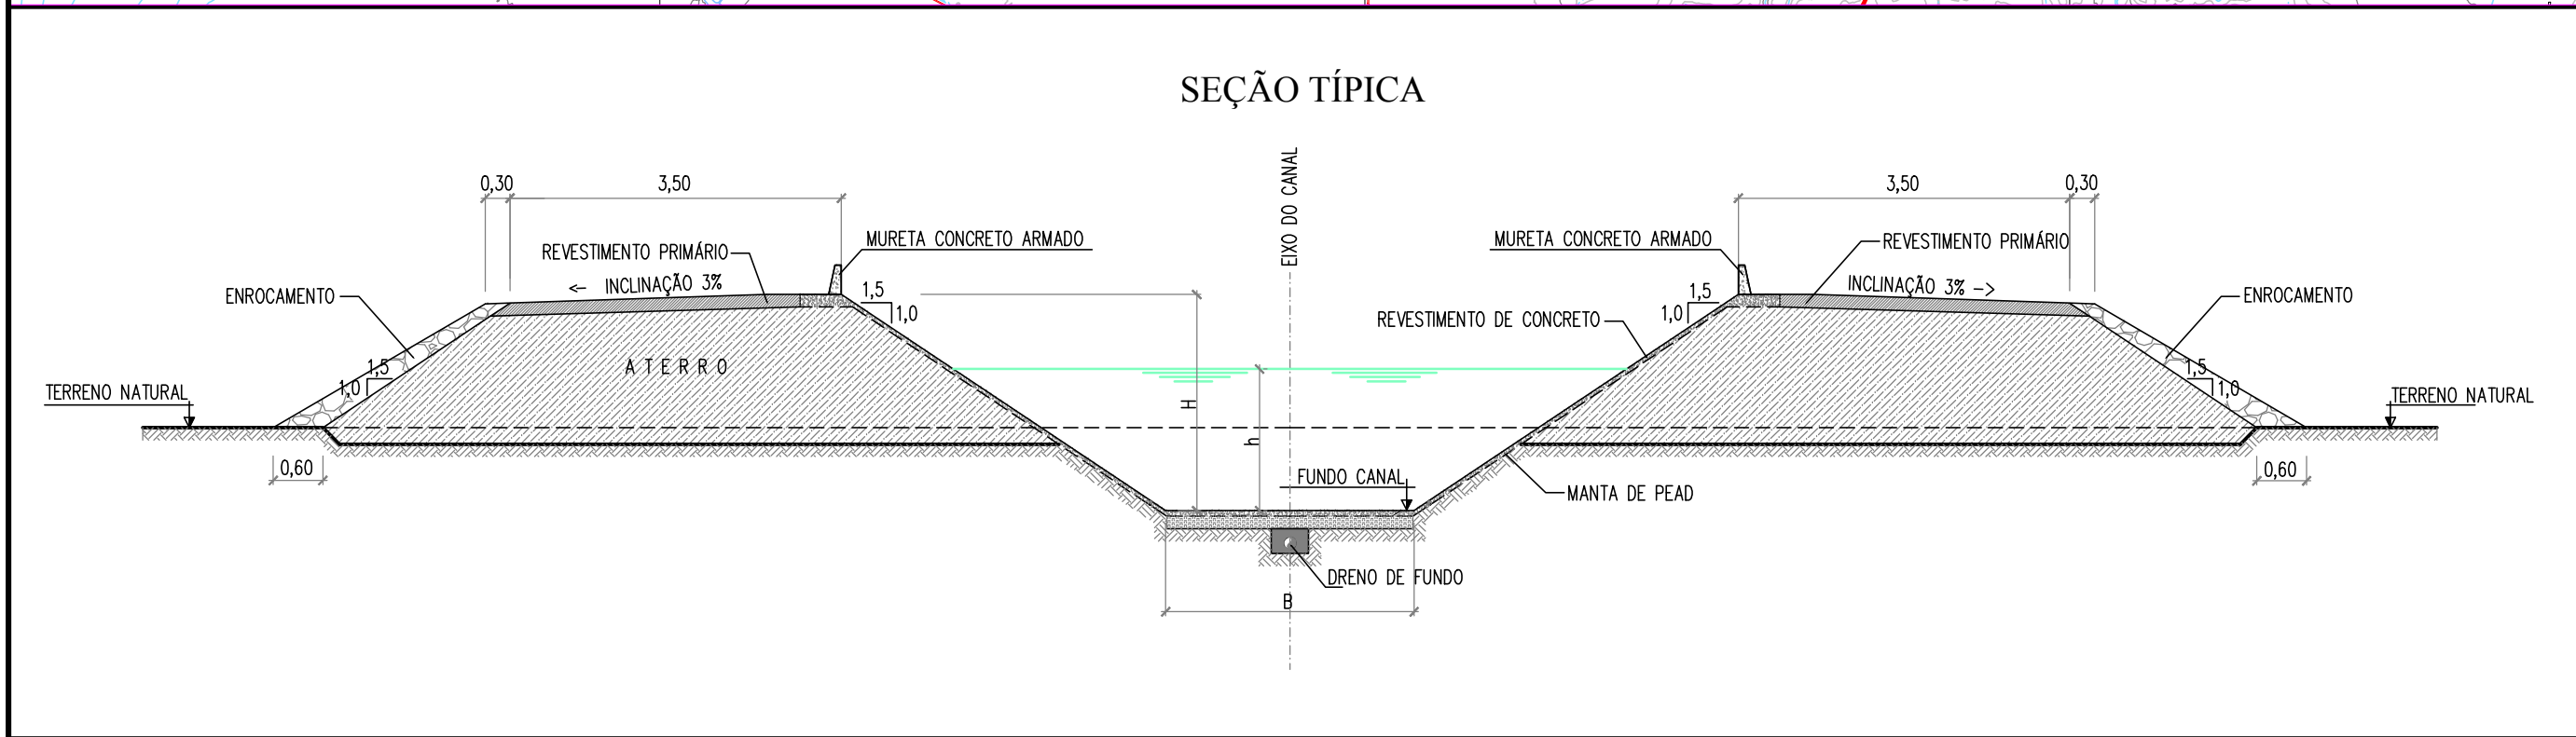 SEÇÃO TÍPICA
EIXO DO CANAL
0,30
3,50
3,50
0,30
MURETA CONCRETO ARMADO
MURETA CONCRETO ARMADO
REVESTIMENTO PRIMÁRIO
REVESTIMENTO PRIMÁRIO
<- INCLINAÇÃO 3%
INCLINAÇÃO 3% ->
ENROCAMENTO
ENROCAMENTO
1,5
1,0
1,5
1,0
REVESTIMENTO DE CONCRETO
ATERRO
1,5
1,0
1,5
1,0
TERRENO NATURAL
TERRENO NATURAL
H
h
0,60
0,60
FUNDO CANAL
MANTA DE PEAD
DRENO DE FUNDO
B